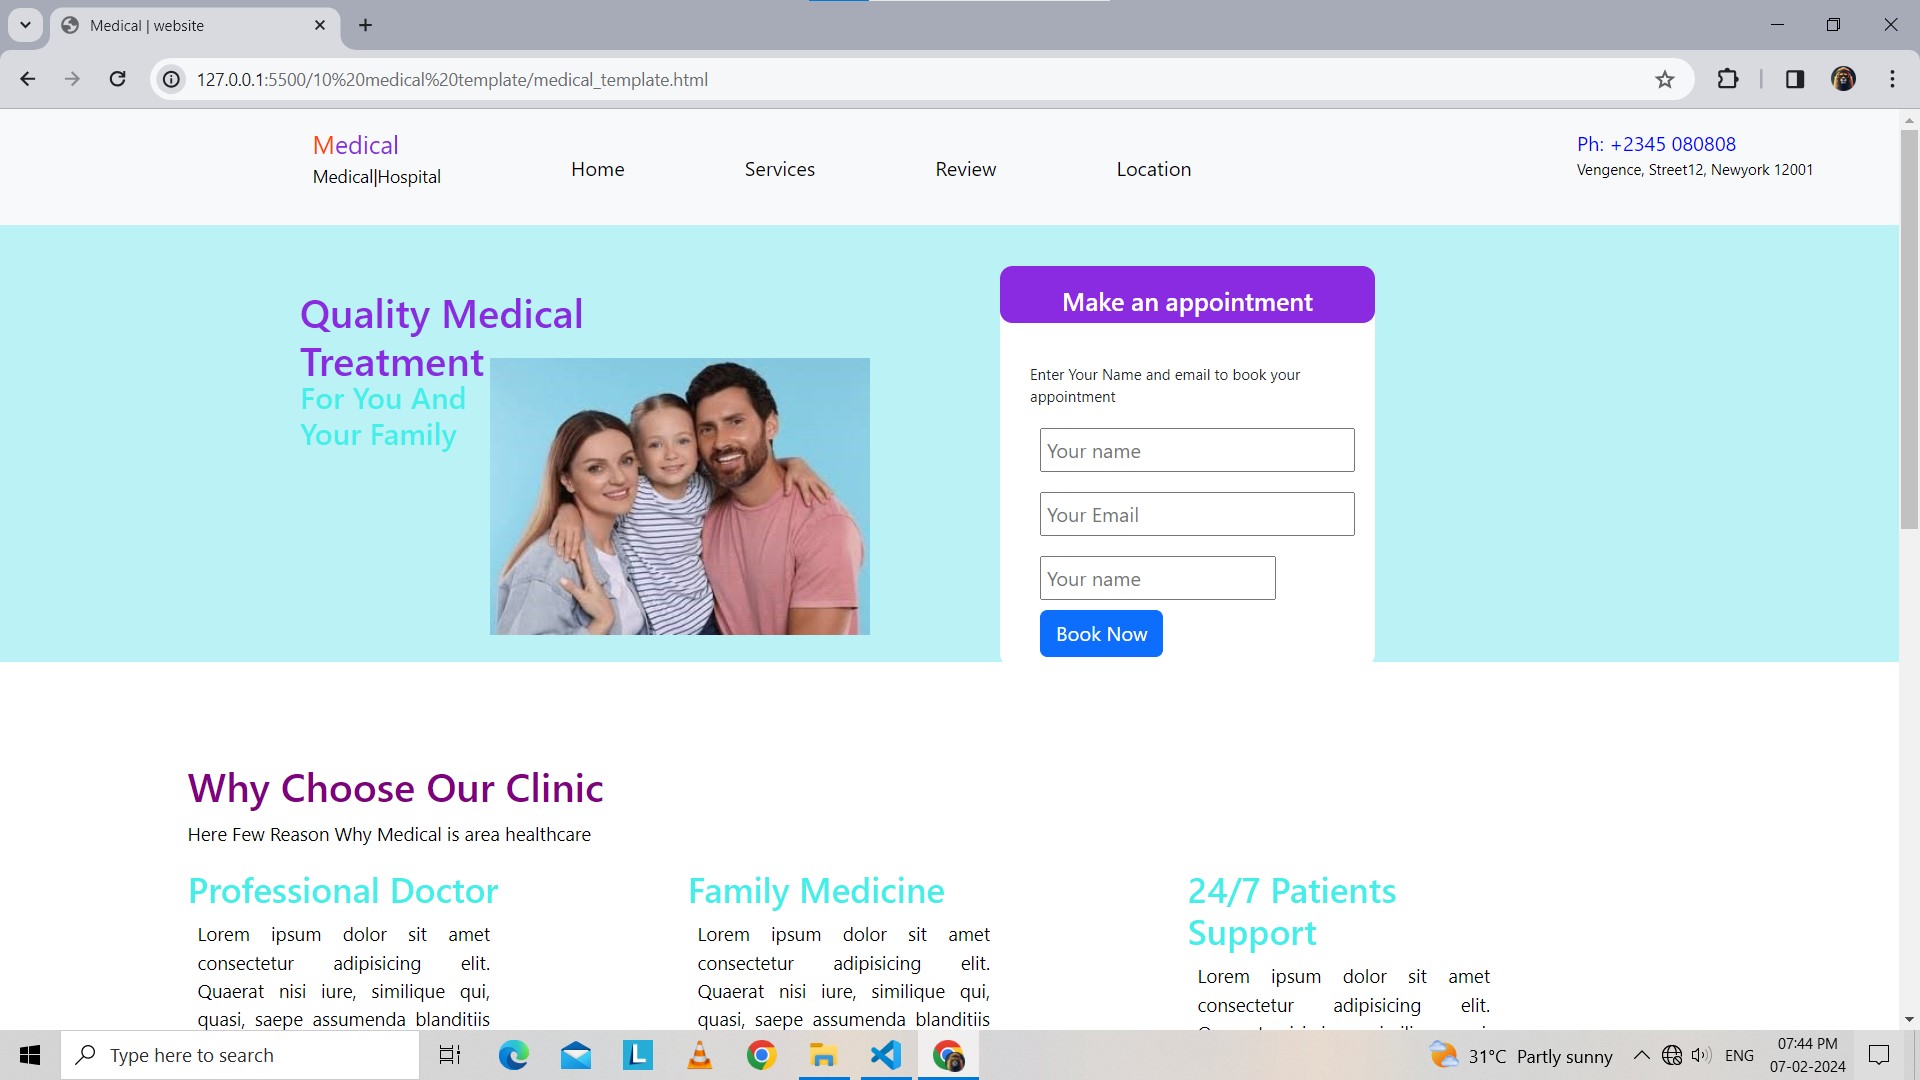 Medical | website
127.0.0.1:5500/10%20medical%20template/medical_template.html
Medical
Medical|Hospital
Home
Services
Review
Location
Ph: +2345 080808
Vengence, Street12, Newyork 12001
Quality Medical
Treatment
For You And
Your Family
Make an appointment
Enter Your Name and email to book your
appointment
Your name
Your Email
Your name
Book Now
Why Choose Our Clinic
Here Few Reason Why Medical is area healthcare
Professional Doctor
Lorem ipsum dolor sit amet
consectetur adipisicing elit.
Quaerat nisi iure, similique qui,
quasi, saepe assumenda blanditiis
Family Medicine
Lorem ipsum dolor sit amet
consectetur adipisicing elit.
Quaerat nisi iure, similique qui,
quasi, saepe assumenda blanditiis
24/7 Patients
Support
Lorem ipsum dolor sit amet
consectetur adipisicing elit.
Type here to search
L
31°C Partly sunny
ENG
07:44 PM
07-02-2024